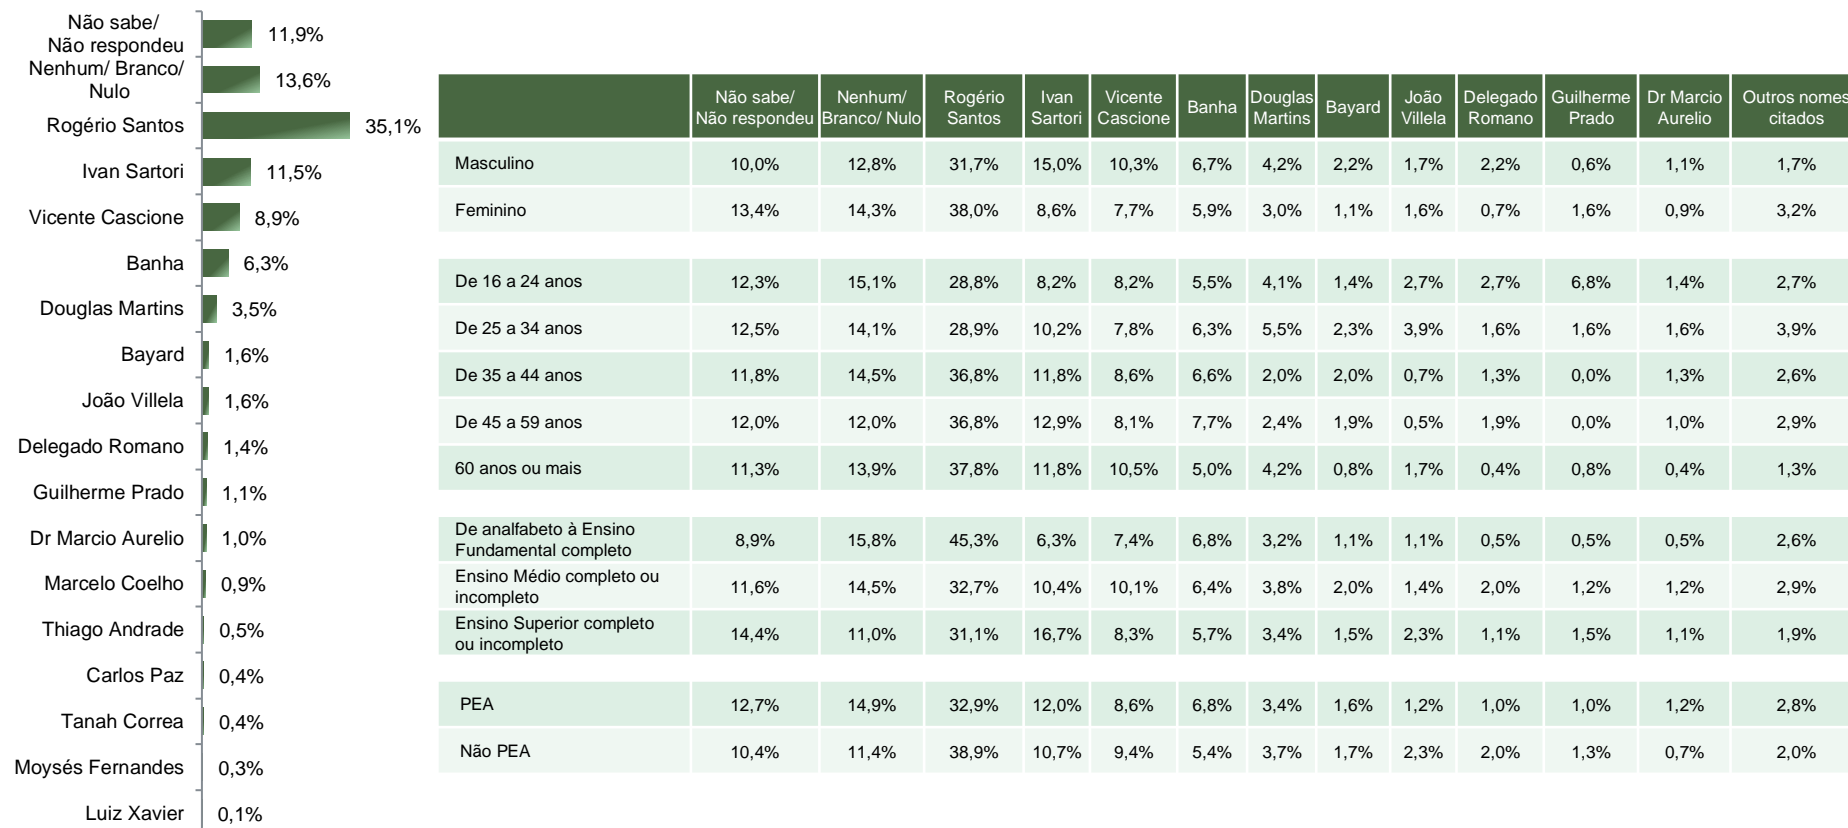 Não sabe/
Não respondeu
11,9%
Nenhum/ Branco/
Nulo
13,6%
Rogério Santos
35,1%
Ivan Sartori
11,5%
Vicente Cascione
8,9%
Banha
6,3%
Douglas Martins
3,5%
Bayard
1,6%
João Villela
1,6%
Delegado Romano
1,4%
Guilherme Prado
1,1%
Dr Marcio Aurelio
1,0%
Marcelo Coelho
0,9%
Thiago Andrade
0,5%
Carlos Paz
0,4%
Tanah Correa
0,4%
Moysés Fernandes
0,3%
Luiz Xavier
0,1%
Não sabe/ Nenhum/ Rogério Ivan Vicente Banha Douglas Bayard João Delegado Guilherme Dr Marcio Outros nomes
Não respondeu Branco/ Nulo Santos Sartori Cascione Martins Villela Romano Prado Aurelio citados
Masculino 10,0% 12,8% 31,7% 15,0% 10,3% 6,7% 4,2% 2,2% 1,7% 2,2% 0,6% 1,1% 1,7%
Feminino 13,4% 14,3% 38,0% 8,6% 7,7% 5,9% 3,0% 1,1% 1,6% 0,7% 1,6% 0,9% 3,2%
De 16 a 24 anos 12,3% 15,1% 28,8% 8,2% 8,2% 5,5% 4,1% 1,4% 2,7% 2,7% 6,8% 1,4% 2,7%
De 25 a 34 anos 12,5% 14,1% 28,9% 10,2% 7,8% 6,3% 5,5% 2,3% 3,9% 1,6% 1,6% 1,6% 3,9%
De 35 a 44 anos 11,8% 14,5% 36,8% 11,8% 8,6% 6,6% 2,0% 2,0% 0,7% 1,3% 0,0% 1,3% 2,6%
De 45 a 59 anos 12,0% 12,0% 36,8% 12,9% 8,1% 7,7% 2,4% 1,9% 0,5% 1,9% 0,0% 1,0% 2,9%
60 anos ou mais 11,3% 13,9% 37,8% 11,8% 10,5% 5,0% 4,2% 0,8% 1,7% 0,4% 0,8% 0,4% 1,3%
De analfabeto à Ensino
Fundamental completo 8,9% 15,8% 45,3% 6,3% 7,4% 6,8% 3,2% 1,1% 1,1% 0,5% 0,5% 0,5% 2,6%
Ensino Médio completo ou
incompleto 11,6% 14,5% 32,7% 10,4% 10,1% 6,4% 3,8% 2,0% 1,4% 2,0% 1,2% 1,2% 2,9%
Ensino Superior completo
ou incompleto 14,4% 11,0% 31,1% 16,7% 8,3% 5,7% 3,4% 1,5% 2,3% 1,1% 1,5% 1,1% 1,9%
PEA 12,7% 14,9% 32,9% 12,0% 8,6% 6,8% 3,4% 1,6% 1,2% 1,0% 1,0% 1,2% 2,8%
Não PEA 10,4% 11,4% 38,9% 10,7% 9,4% 5,4% 3,7% 1,7% 2,3% 2,0% 1,3% 0,7% 2,0%